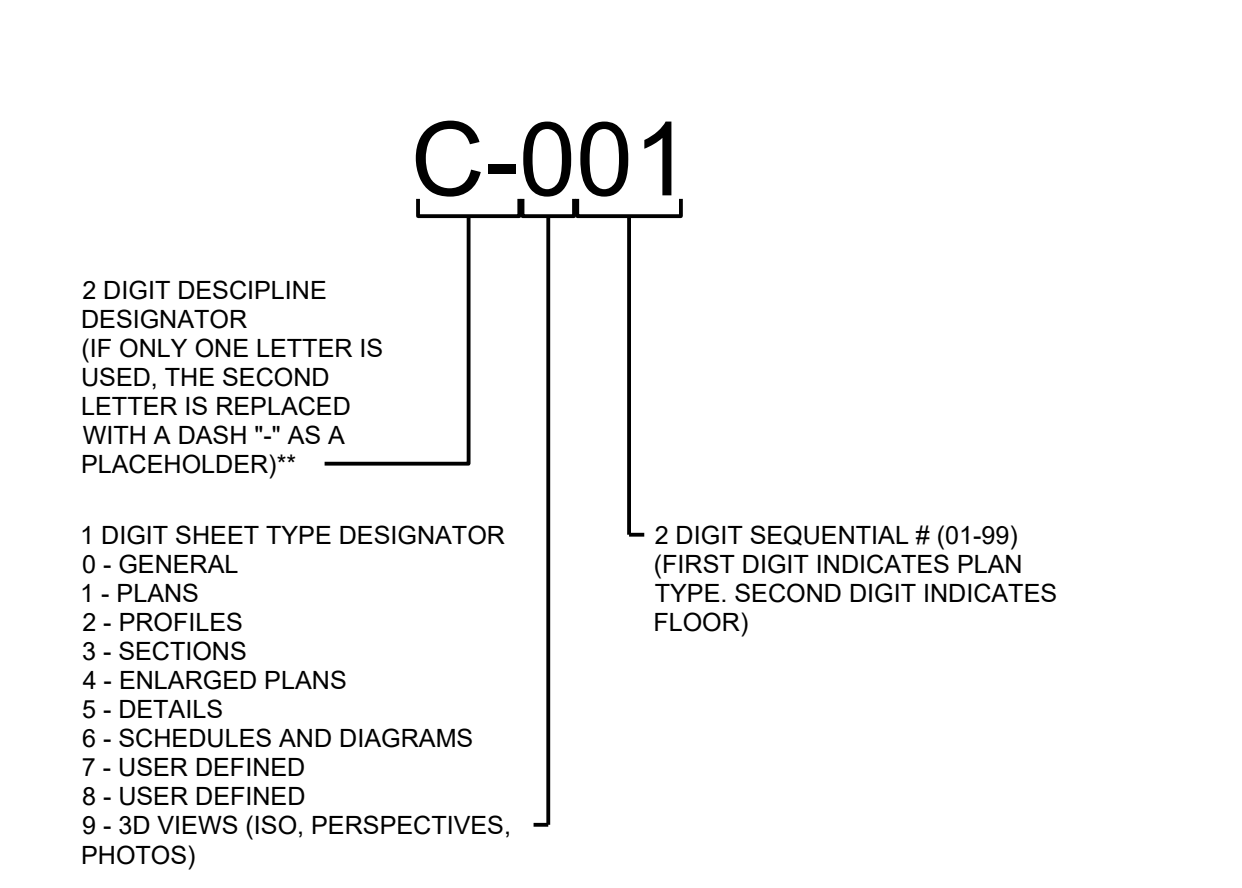 C-001
2 DIGIT DESCIPLINE
DESIGNATOR
(IF ONLY ONE LETTER IS
USED, THE SECOND
LETTER IS REPLACED
WITH A DASH "-" AS A
PLACEHOLDER)**
1 DIGIT SHEET TYPE DESIGNATOR
0 - GENERAL
1 - PLANS
2 - PROFILES
3 - SECTIONS
4 - ENLARGED PLANS
5 - DETAILS
6 - SCHEDULES AND DIAGRAMS
7 - USER DEFINED
8 - USER DEFINED
9 - 3D VIEWS (ISO, PERSPECTIVES,
PHOTOS)
2 DIGIT SEQUENTIAL # (01-99)
(FIRST DIGIT INDICATES PLAN
TYPE. SECOND DIGIT INDICATES
FLOOR)